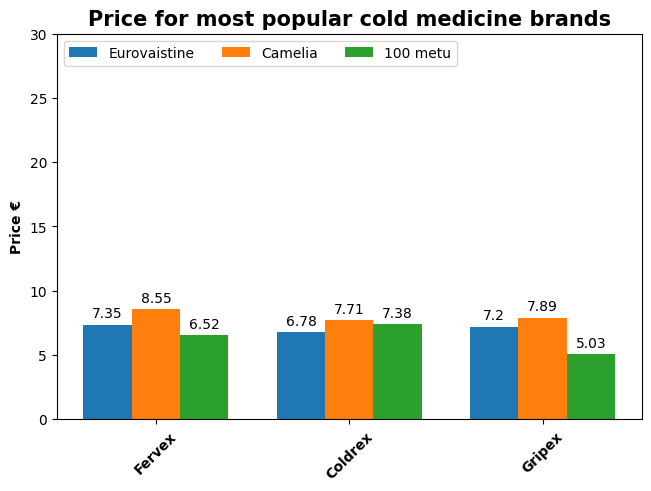 Price for most popular cold medicine brands
Eurovaistine Camelia 100 metu
Price €
30
25
20
15
10
5
0
7.35 8.55 6.52 6.78 7.71 7.38 7.2 7.89 5.03
Fervex Coldrex Gripex